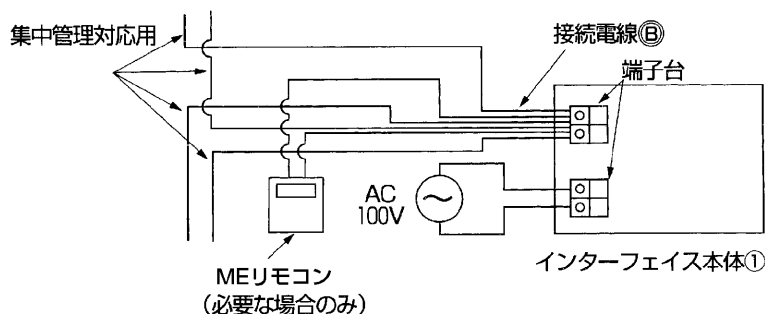 集中管理対応用
接続電線Ⓑ
端子台
AC
100V
インターフェイス本体①
MEリモコン
（必要な場合のみ）